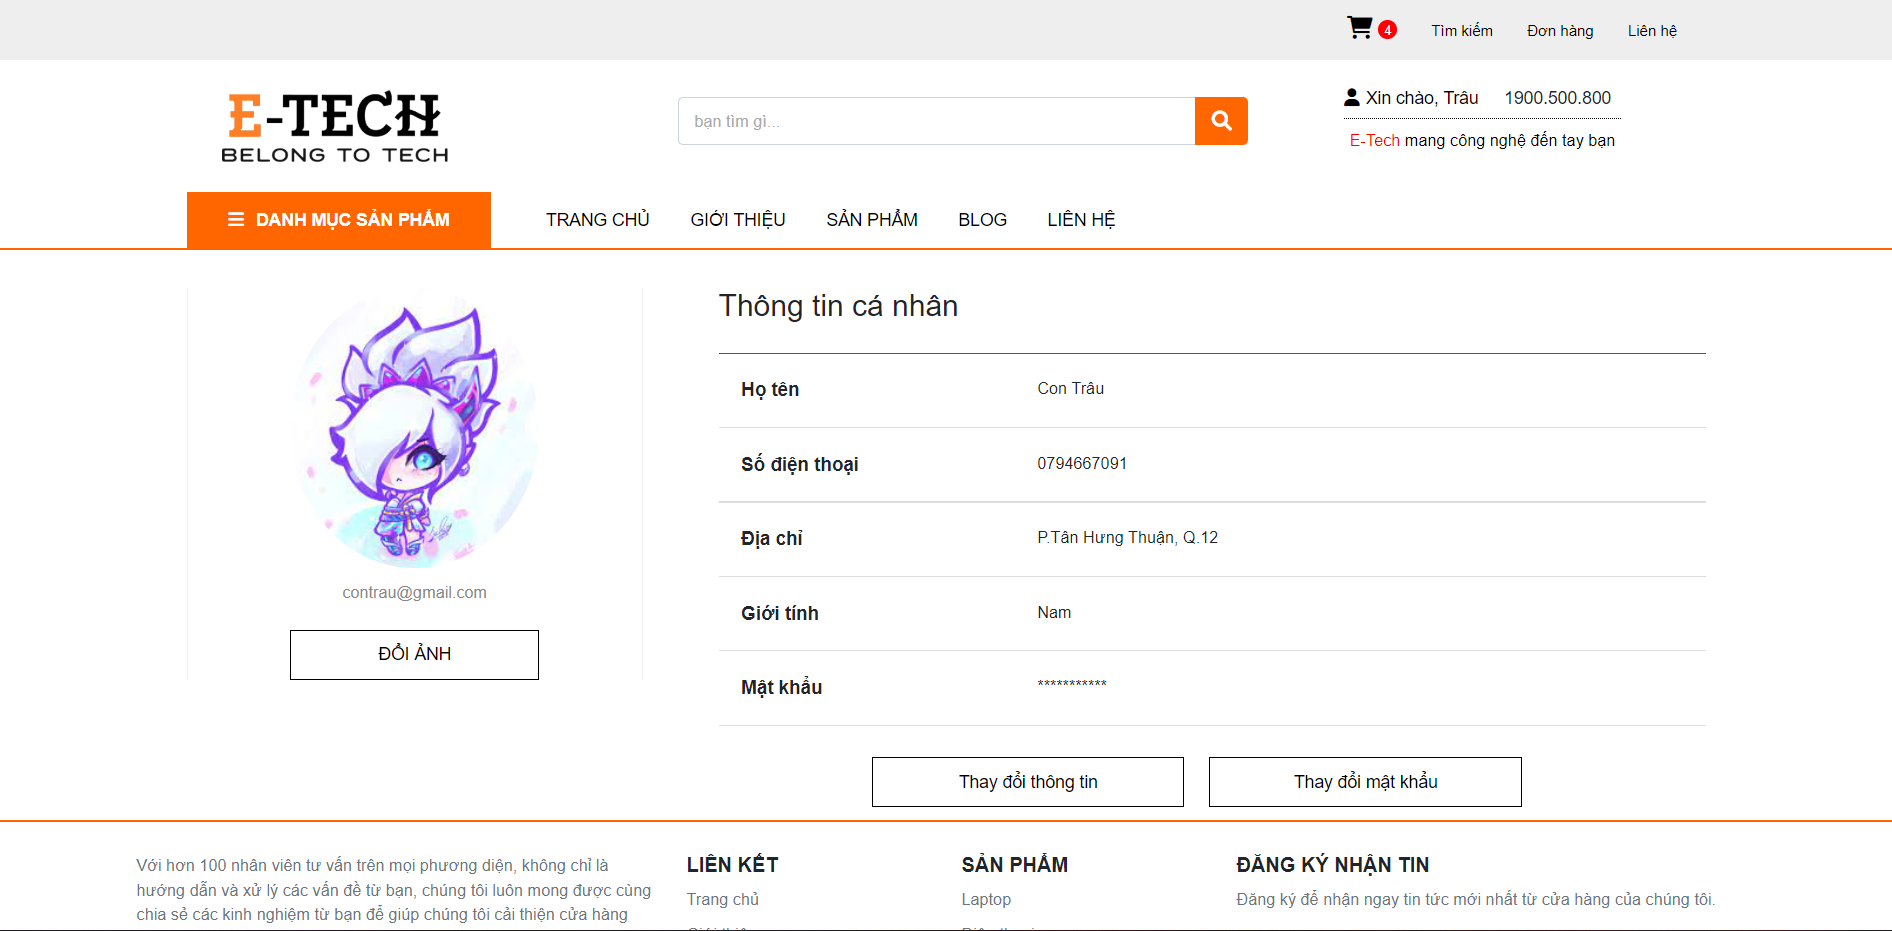 4 Tìm kiếm Đơn hàng Liên hệ
E-TECH
BELONG TO TECH
bạn tìm gì...
Xin chào, Trâu 1900.500.800
E-Tech mang công nghệ đến tay bạn
DANH MỤC SẢN PHẨM TRANG CHỦ GIỚI THIỆU SẢN PHẨM BLOG LIÊN HỆ
contrau@gmail.com
ĐỔI ẢNH
Thông tin cá nhân
Họ tên Con Trâu
Số điện thoại 0794667091
Địa chỉ P.Tân Hưng Thuận, Q.12
Giới tính Nam
Mật khẩu ***********
Thay đổi thông tin Thay đổi mật khẩu
Với hơn 100 nhân viên tư vấn trên mọi phương diện, không chỉ là
hướng dẫn và xử lý các vấn đề từ bạn, chúng tôi luôn mong được cùng
chia sẻ các kinh nghiệm từ bạn để giúp chúng tôi cải thiện cửa hàng
LIÊN KẾT
Trang chủ
SẢN PHẨM
Laptop
ĐĂNG KÝ NHẬN TIN
Đăng ký để nhận ngay tin tức mới nhất từ cửa hàng của chúng tôi.